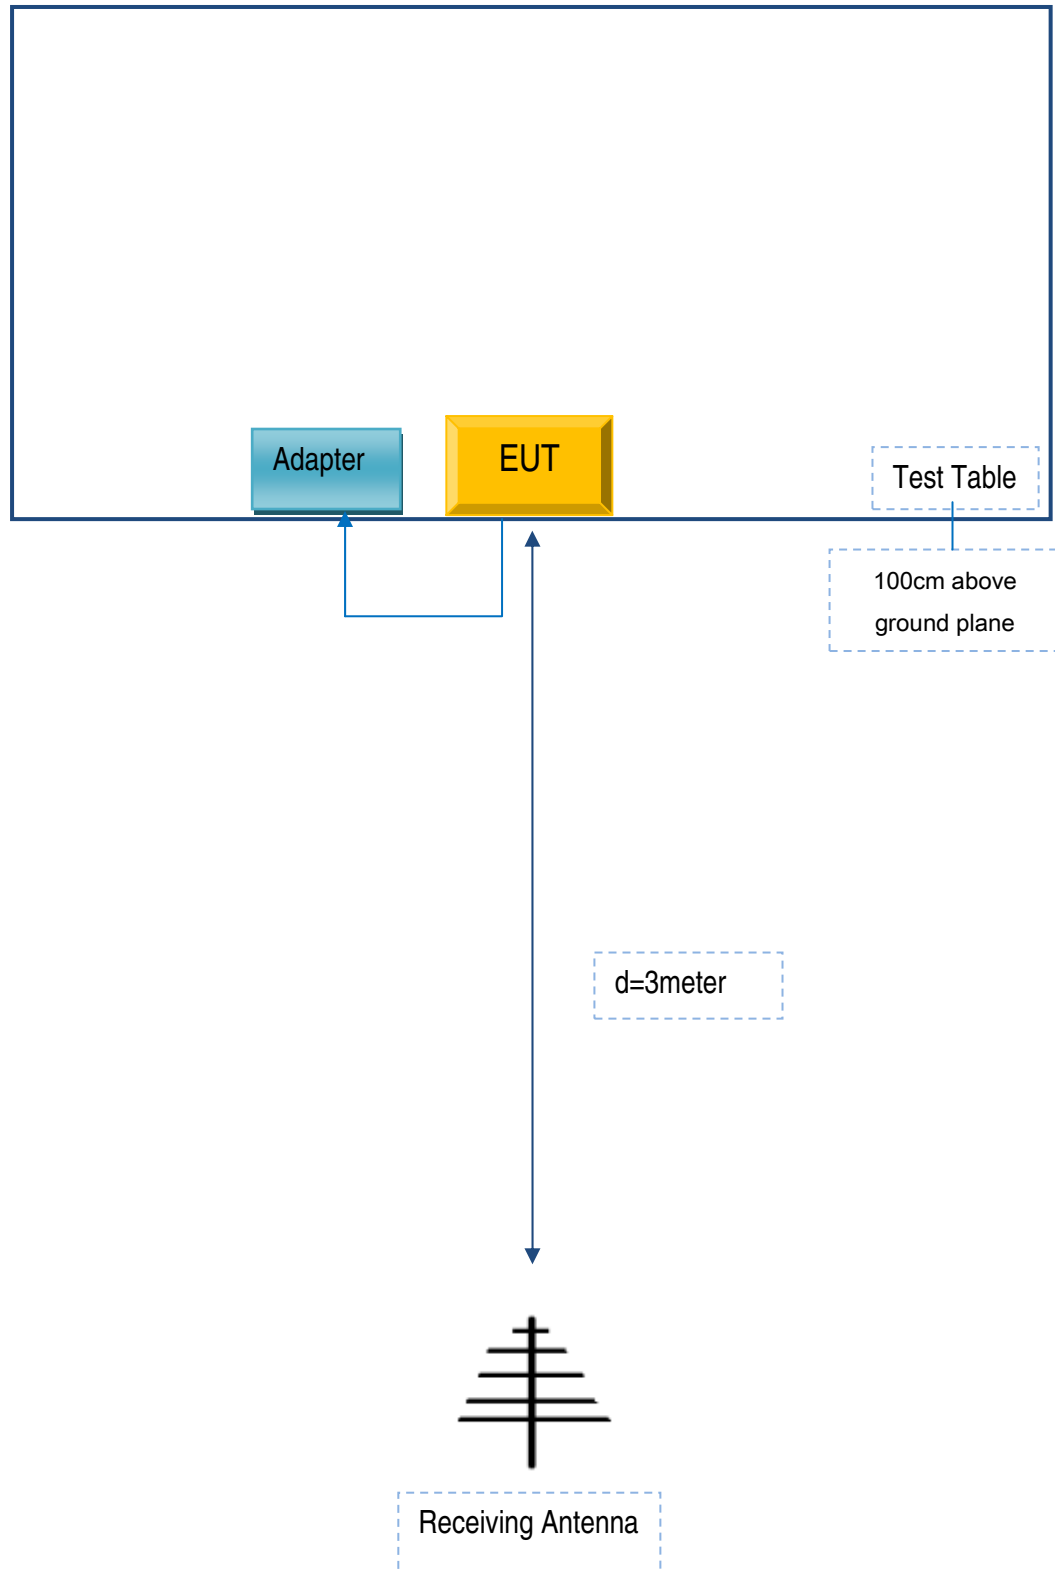 Adapter
EUT
Test Table
100cm above
ground plane
d=3meter
Receiving Antenna